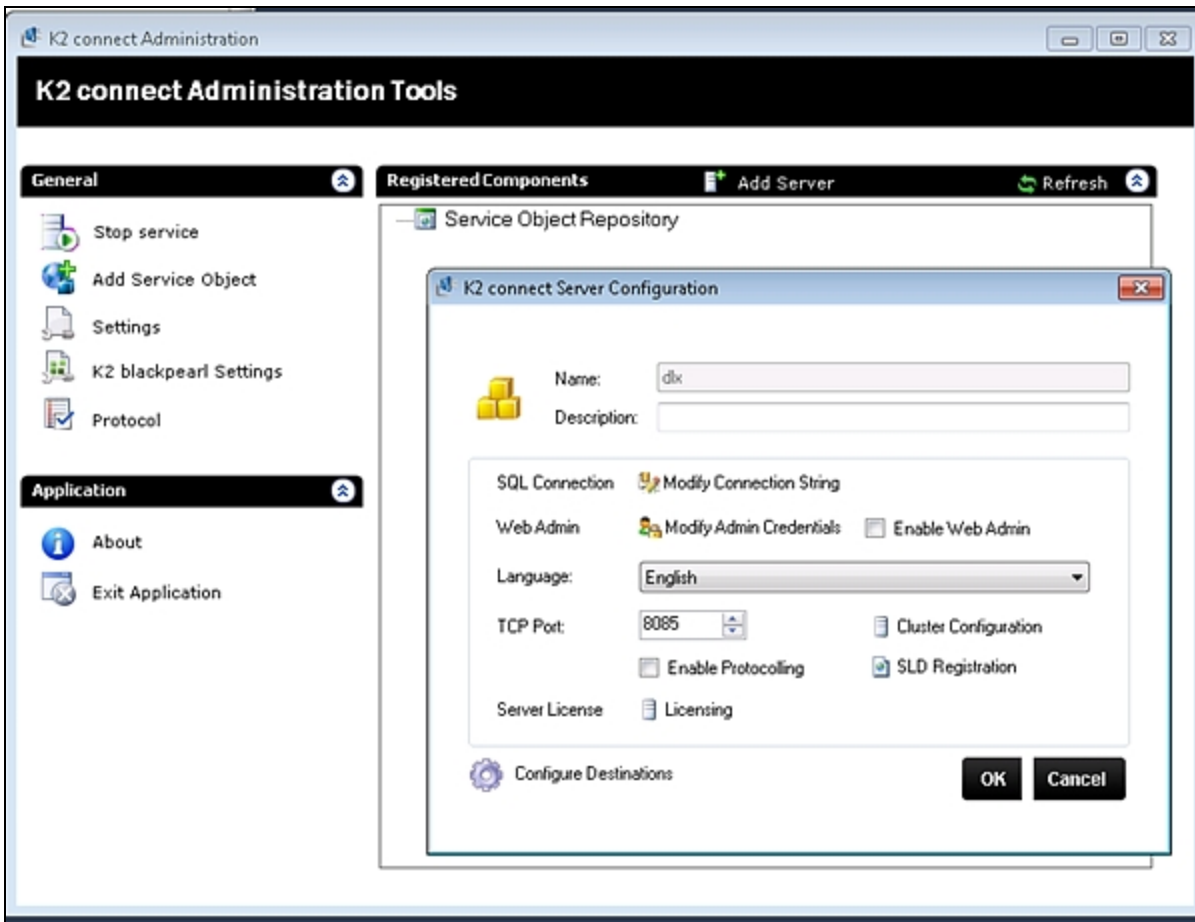 K2 connect Administration
K2 connect Administration Tools
General
Stop service
Add Service Object
Settings
K2 blackpearl Settings
Protocol
Application
About
Exit Application
Registered Components Add Server Refresh
Service Object Repository
K2 connect Server Configuration
Name: dlx
Description:
SQL Connection Modify Connection String
Web Admin Modify Admin Credentials Enable Web Admin
Language: English
TCP Port: 8085 Cluster Configuration
Enable Protocolling SLD Registration
Server License Licensing
Configure Destinations OK Cancel